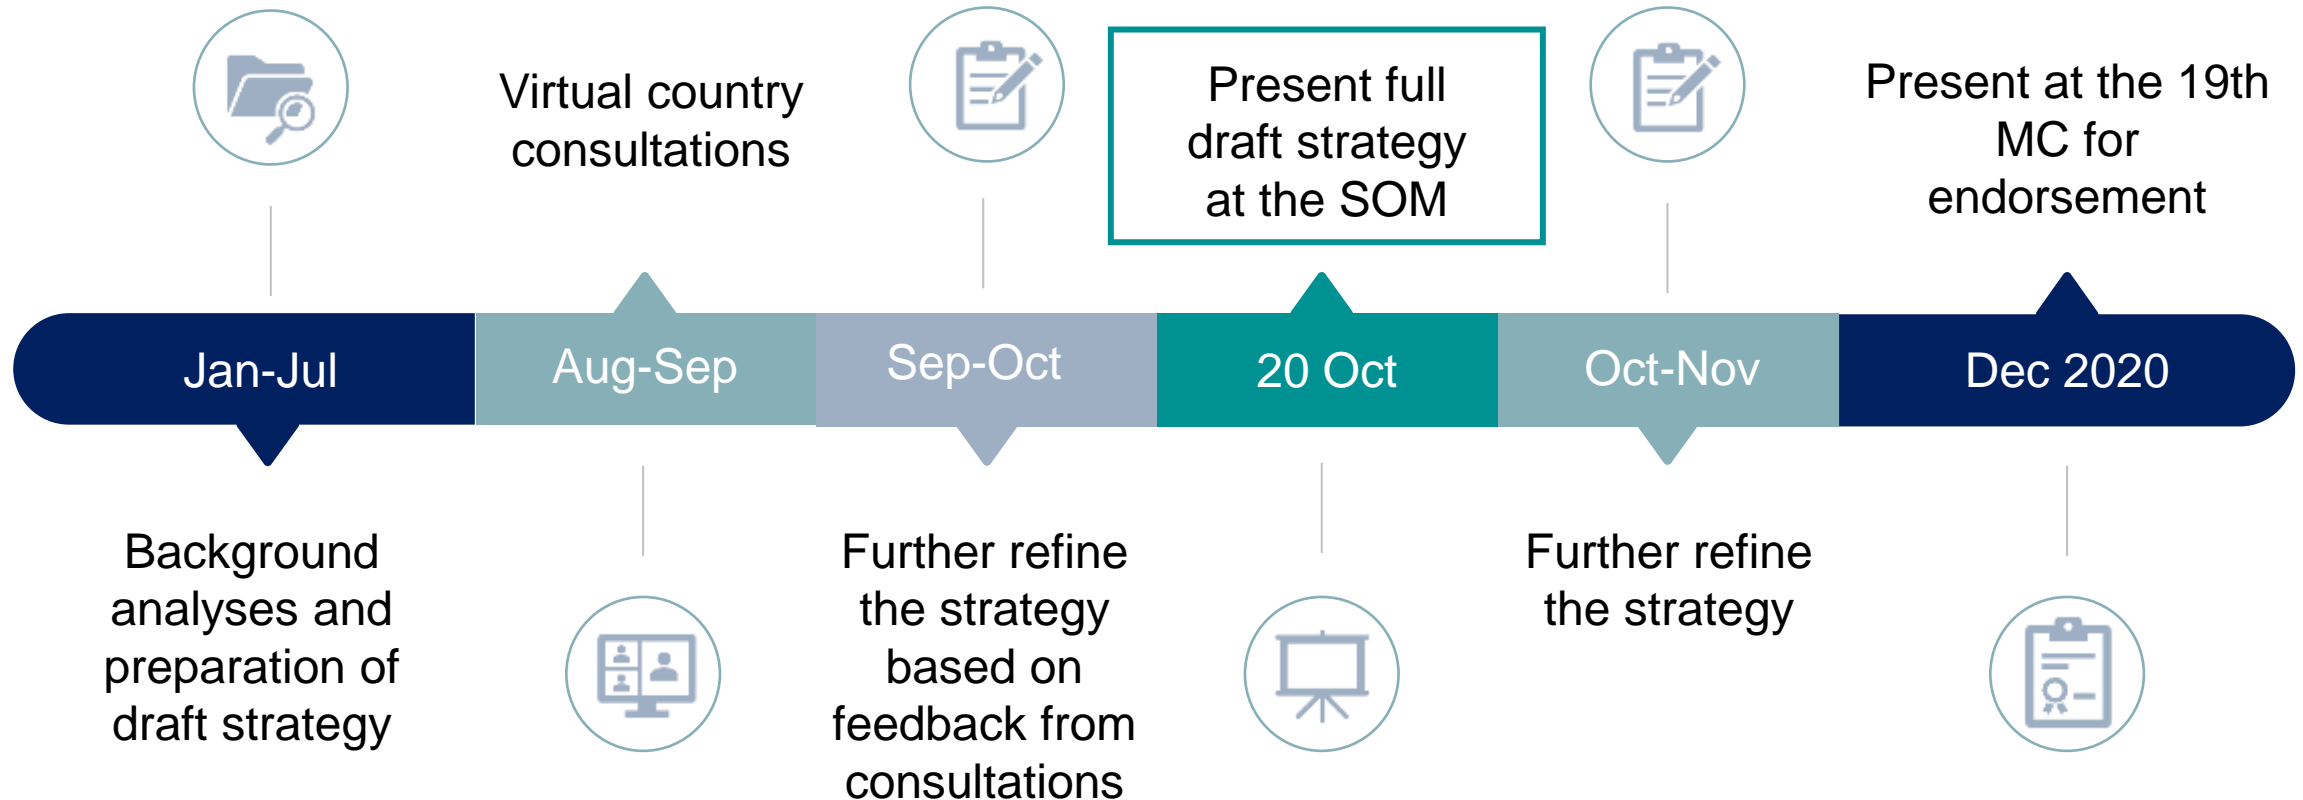 Virtual country
consultations
Present full
draft strategy
at the SOM
Present at the 19th
MC for
endorsement
Jan-Jul
Aug-Sep
Sep-Oct
20 Oct
Oct-Nov
Dec 2020
Background
analyses and
preparation of
draft strategy
Further refine
the strategy
based on
feedback from
consultations
Further refine
the strategy